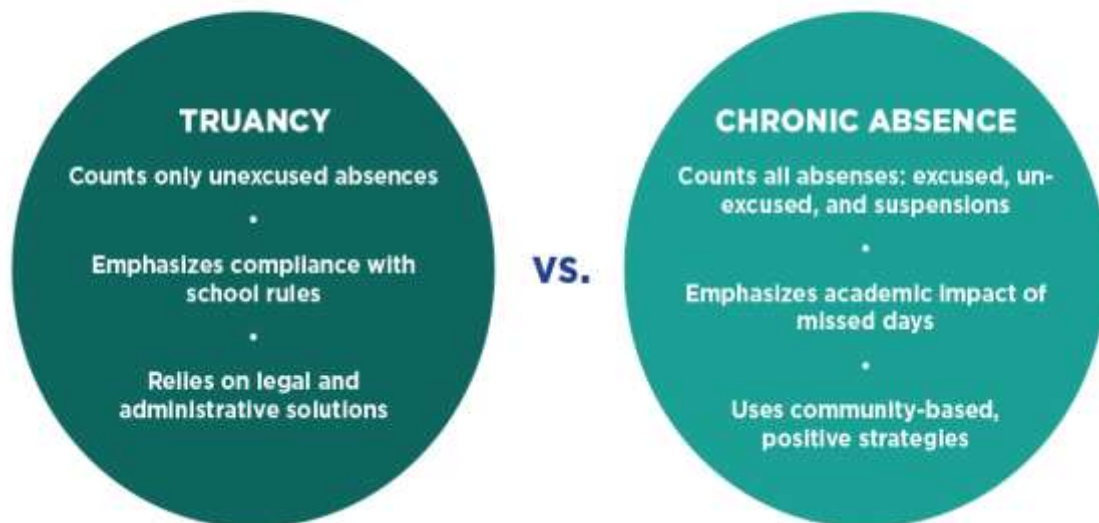 TRUANCY
Counts only unexcused absences
•
Emphasizes compliance with
school rules
•
Relies on legal and
administrative solutions
vs.
CHRONIC ABSENCE
Counts all absenses: excused, un-
excused, and suspensions
•
Emphasizes academic impact of
missed days
•
Uses community-based,
positive strategies